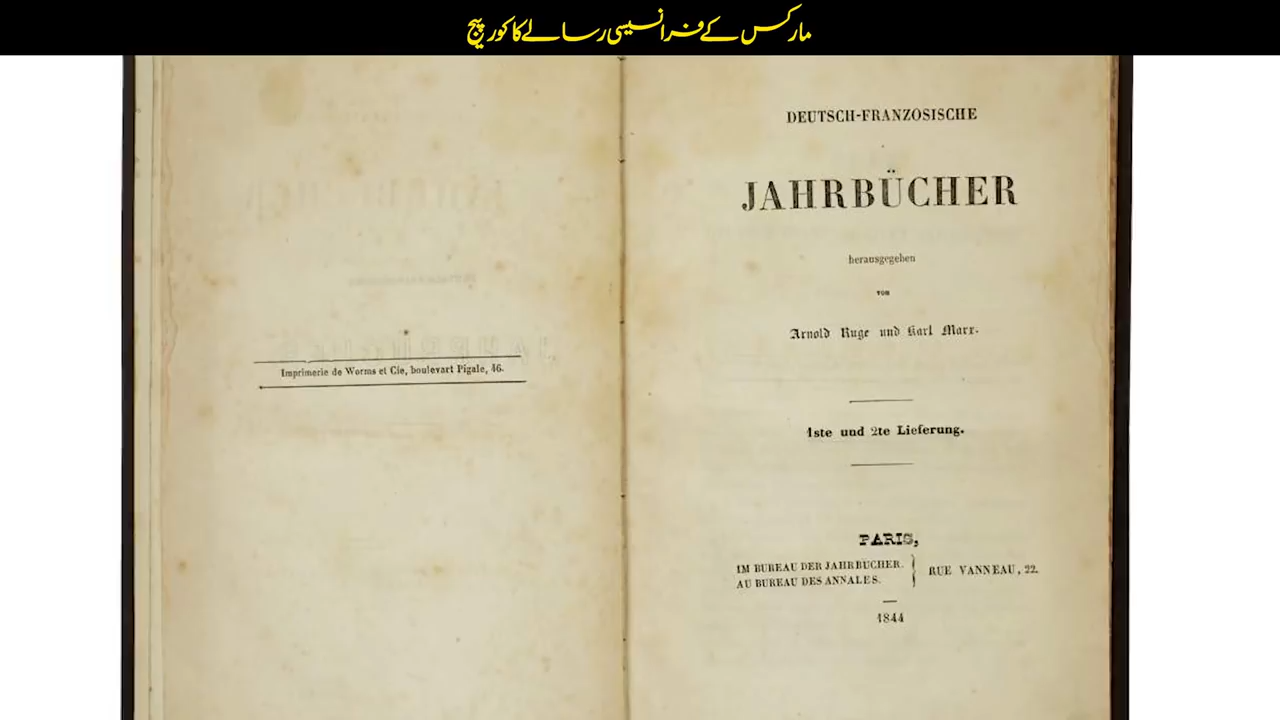 مارکس کے فرانسیسی رسالے کا کور پیج
Imprimerie de Worms et Cie, boulevart Pigale, 46.
DEUTSCH-FRANZÖSISCHE
JAHRBÜCHER
herausgegeben
von
Arnold Ruge und Karl Marx.
1ste und 2te Lieferung.
PARIS,
IM BUREAU DER JAHRBÜCHER.
AU BUREAU DES ANNALES.
} RUE VANNEAU, 22.
1844